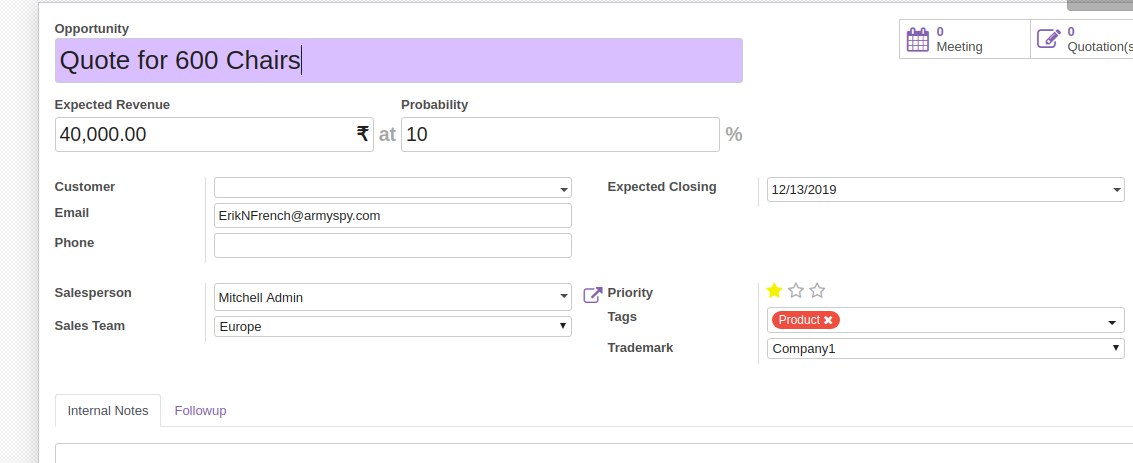 Opportunity
Quote for 600 Chairs
0
Meeting
0
Quotation(s
Expected Revenue
Probability
40,000.00 ₹ at 10 %
Customer
Expected Closing 12/13/2019
Email ErikNFrench@armyspy.com
Phone
Salesperson Mitchell Admin
Priority
Sales Team Europe
Tags Product ✖
Trademark Company1
Internal Notes Followup